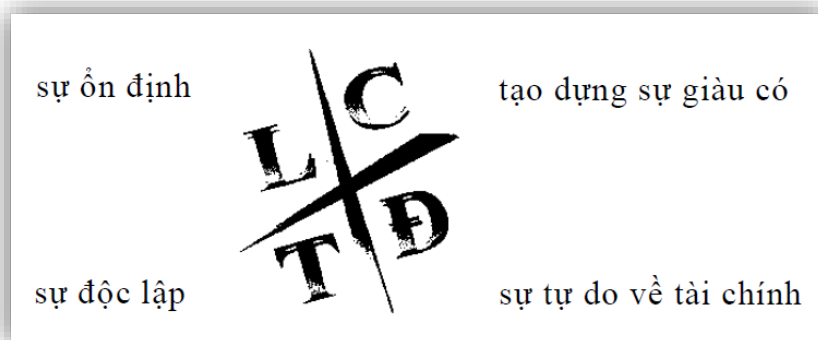 sự ổn định
tạo dựng sự giàu có
L C
T Đ
sự độc lập
sự tự do về tài chính